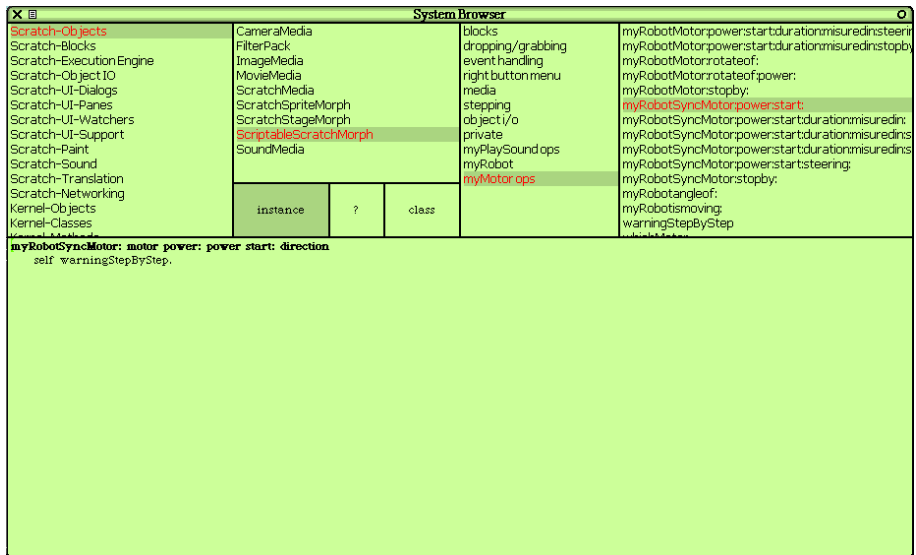 System Browser
Scratch-Objects
Scratch-Blocks
Scratch-Execution Engine
Scratch-Object IO
Scratch-UI-Dialogs
Scratch-UI-Panes
Scratch-UI-Watchers
Scratch-UI-Support
Scratch-Paint
Scratch-Sound
Scratch-Translation
Scratch-Networking
Kernel-Objects
Kernel-Classes
CameraMedia
FilterPack
ImageMedia
MovieMedia
ScratchMedia
ScratchSpriteMorph
ScratchStageMorph
ScriptableScratchMorph
SoundMedia
instance
?
class
blocks
dropping/grabbing
event handling
right button menu
media
stepping
object i/o
private
myPlaySound ops
myRobot
myMotor ops
myRobotMotor:power:start:duration:misuredin:steerin
myRobotMotor:power:start:duration:misuredin:stopby
myRobotMotor:rotateof:
myRobotMotor:rotateof:power:
myRobotMotor:stopby:
myRobotSyncMotor:power:start:
myRobotSyncMotor:power:start:duration:misuredin:
myRobotSyncMotor:power:start:duration:misuredin:s
myRobotSyncMotor:power:start:duration:misuredin:s
myRobotSyncMotor:power:start:steering:
myRobotSyncMotor:stopby:
myRobotangleof:
myRobotismoving:
warningStepByStep
myRobotSyncMotor: motor power: power start: direction
self warningStepByStep.